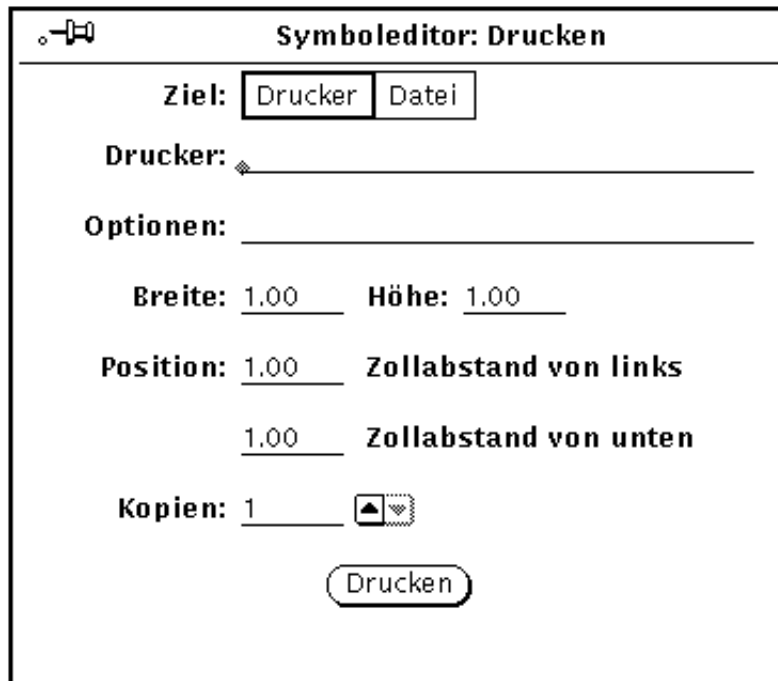 Symboleditor: Drucken
Ziel: Drucker Datei
Drucker:
Optionen:
Breite: 1.00 Höhe: 1.00
Position: 1.00 Zollabstand von links
1.00 Zollabstand von unten
Kopien: 1
Drucken